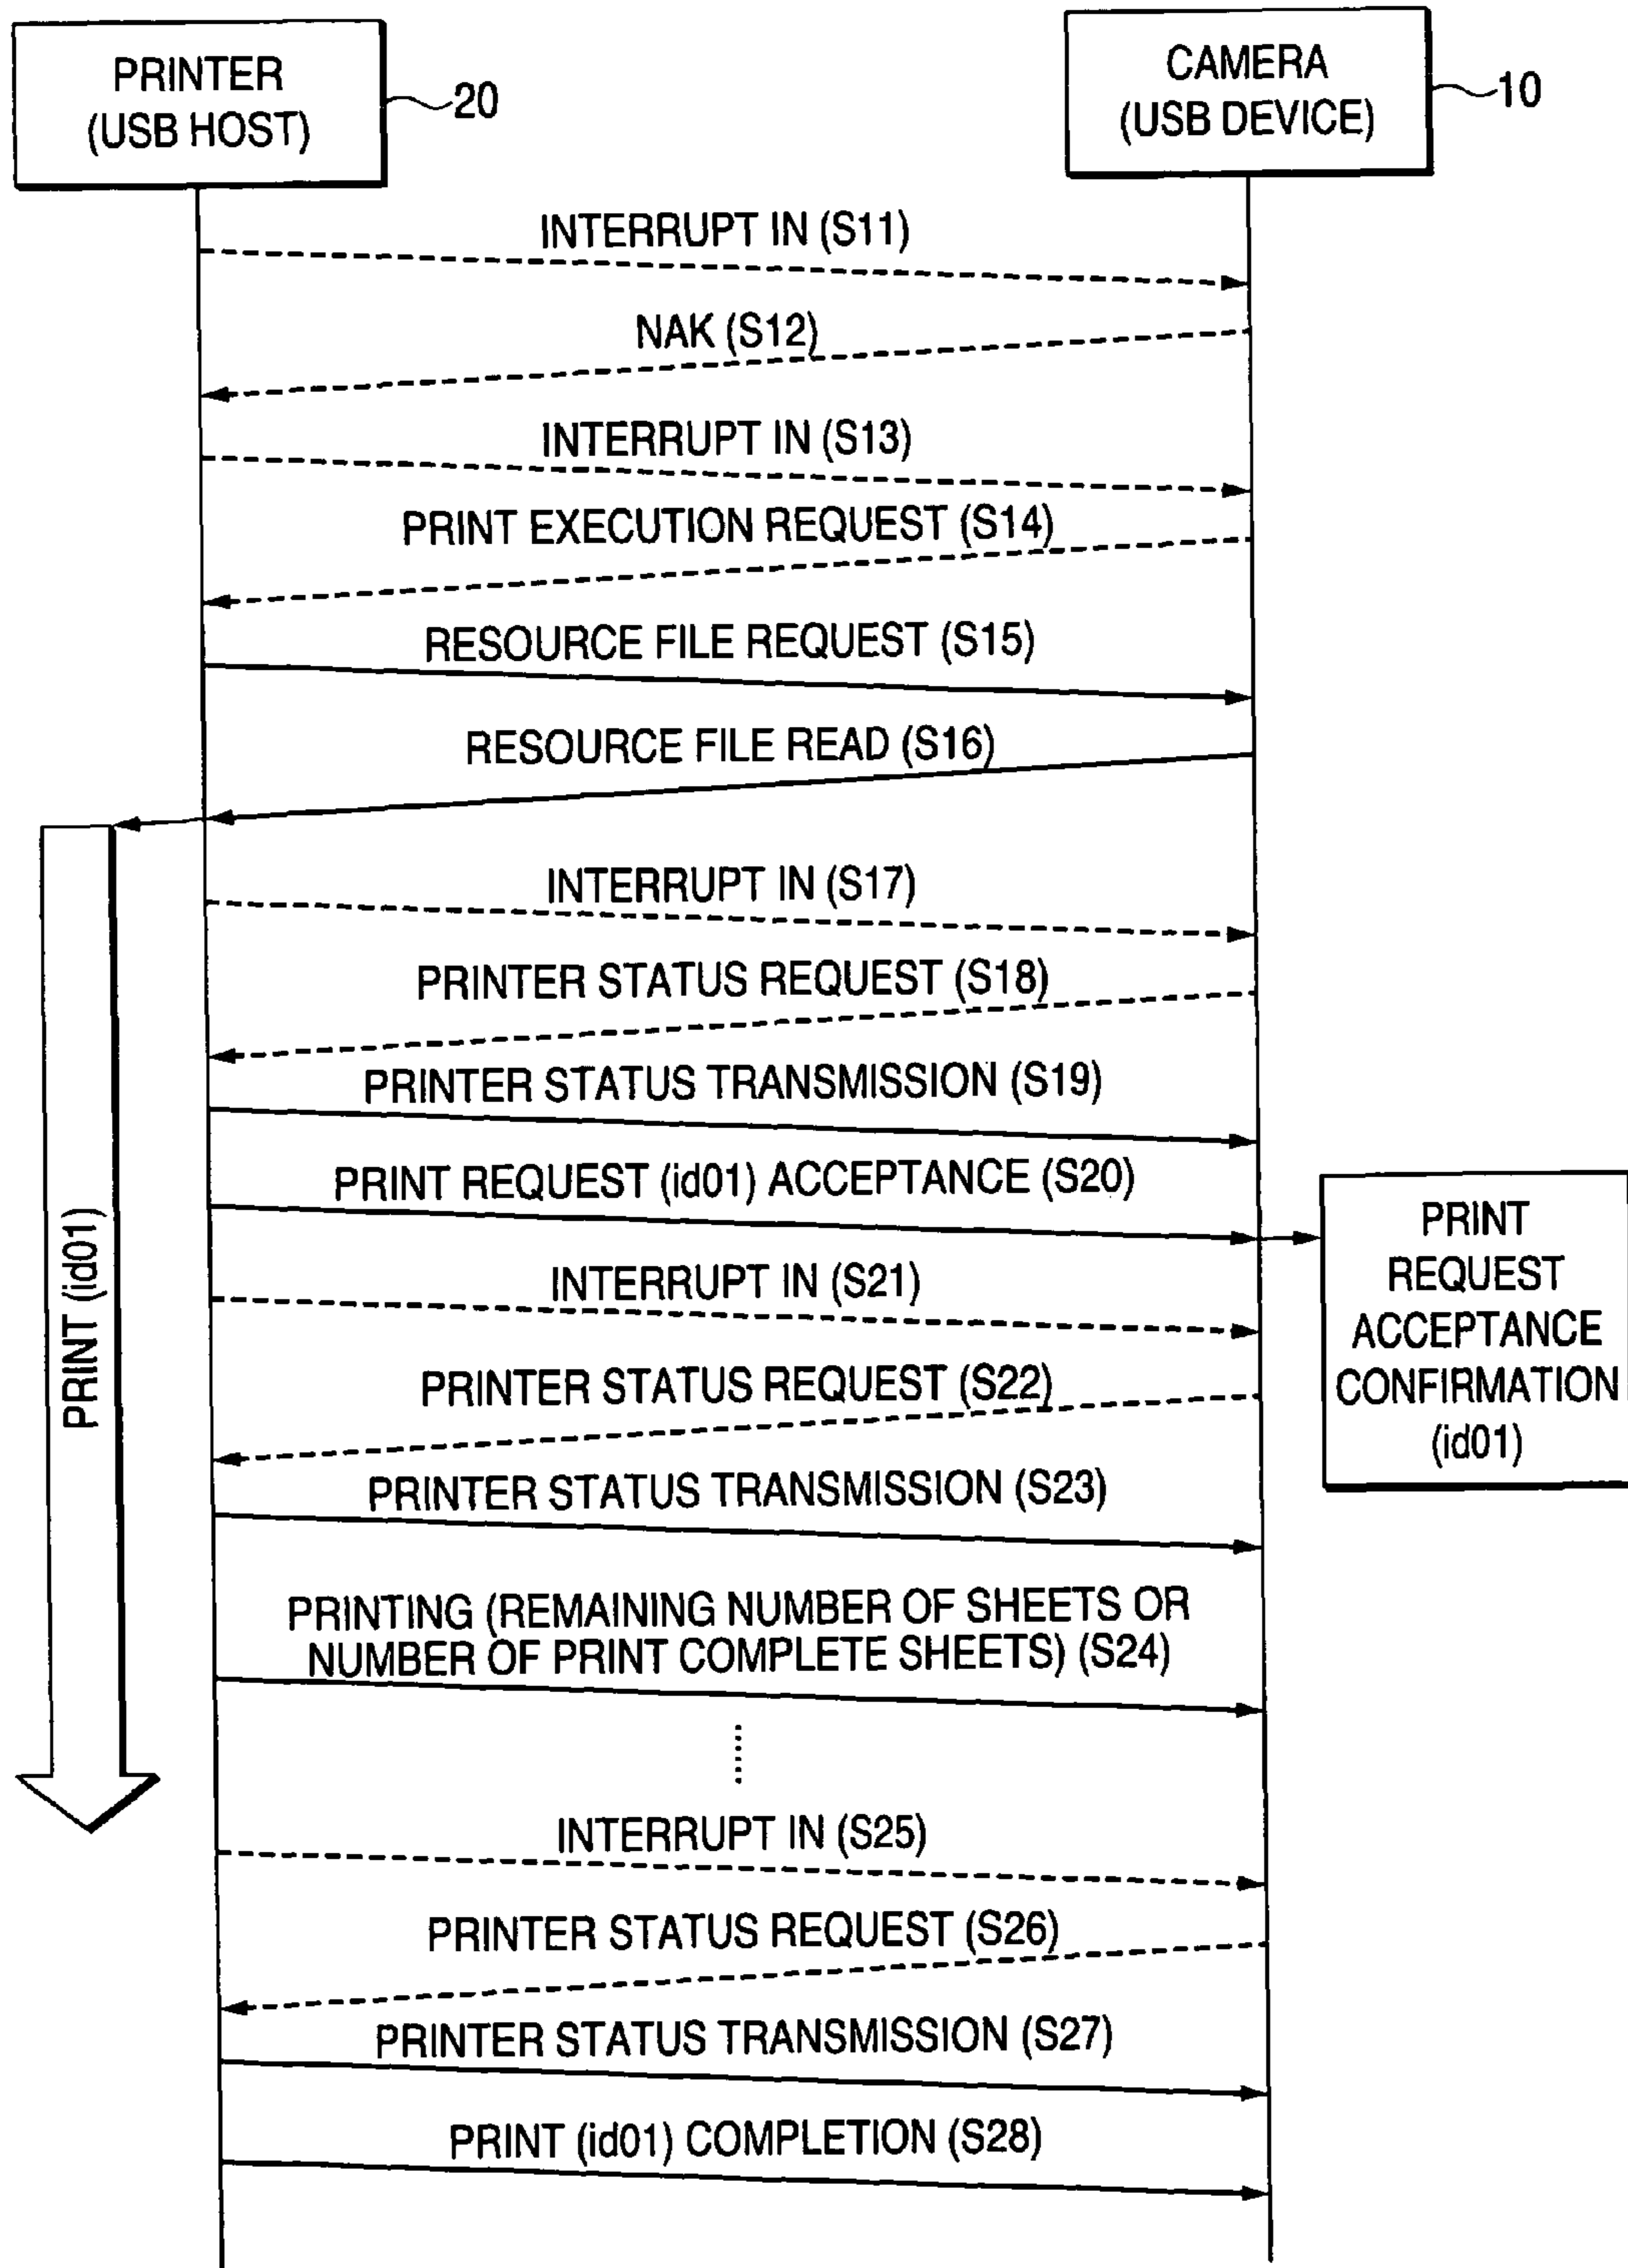 PRINTER
(USB HOST)
20
CAMERA
(USB DEVICE)
10
INTERRUPT IN (S11)
NAK (S12)
INTERRUPT IN (S13)
PRINT EXECUTION REQUEST (S14)
RESOURCE FILE REQUEST (S15)
RESOURCE FILE READ (S16)
INTERRUPT IN (S17)
PRINTER STATUS REQUEST (S18)
PRINTER STATUS TRANSMISSION (S19)
PRINT REQUEST (id01) ACCEPTANCE (S20)
PRINT
REQUEST
ACCEPTANCE
CONFIRMATION
(id01)
PRINT (id01)
INTERRUPT IN (S21)
PRINTER STATUS REQUEST (S22)
PRINTER STATUS TRANSMISSION (S23)
PRINTING (REMAINING NUMBER OF SHEETS OR
NUMBER OF PRINT COMPLETE SHEETS) (S24)
INTERRUPT IN (S25)
PRINTER STATUS REQUEST (S26)
PRINTER STATUS TRANSMISSION (S27)
PRINT (id01) COMPLETION (S28)